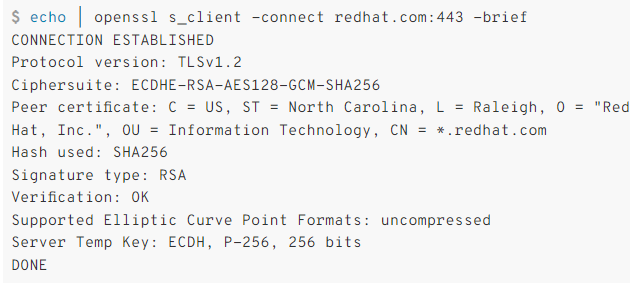 $ echo | openssl s_client -connect redhat.com:443 -brief
CONNECTION ESTABLISHED
Protocol version: TLSv1.2
Ciphersuite: ECDHE-RSA-AES128-GCM-SHA256
Peer certificate: C = US, ST = North Carolina, L = Raleigh, O = "Red
Hat, Inc.", OU = Information Technology, CN = *.redhat.com
Hash used: SHA256
Signature type: RSA
Verification: OK
Supported Elliptic Curve Point Formats: uncompressed
Server Temp Key: ECDH, P-256, 256 bits
DONE